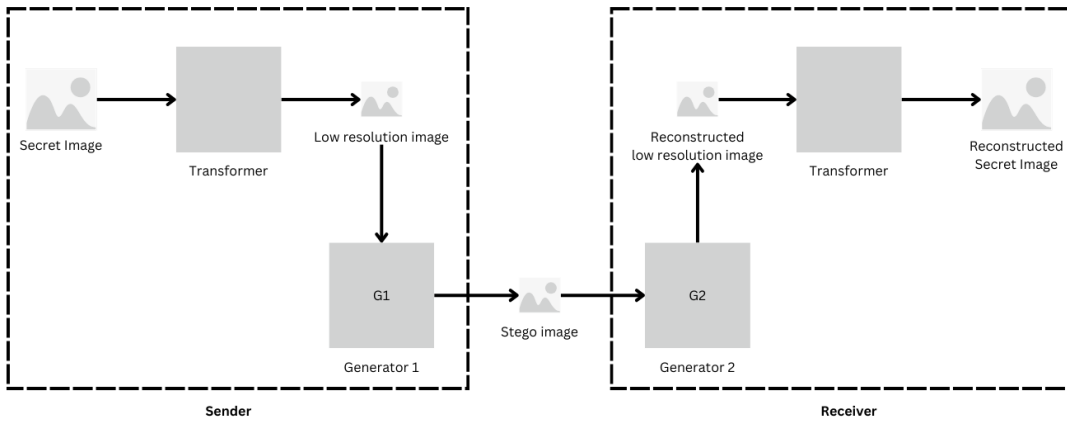 Secret Image
Transformer
Low resolution image
G1
Generator 1
Sender
Stego image
Reconstructed
low resolution image
Transformer
Reconstructed
Secret Image
G2
Generator 2
Receiver